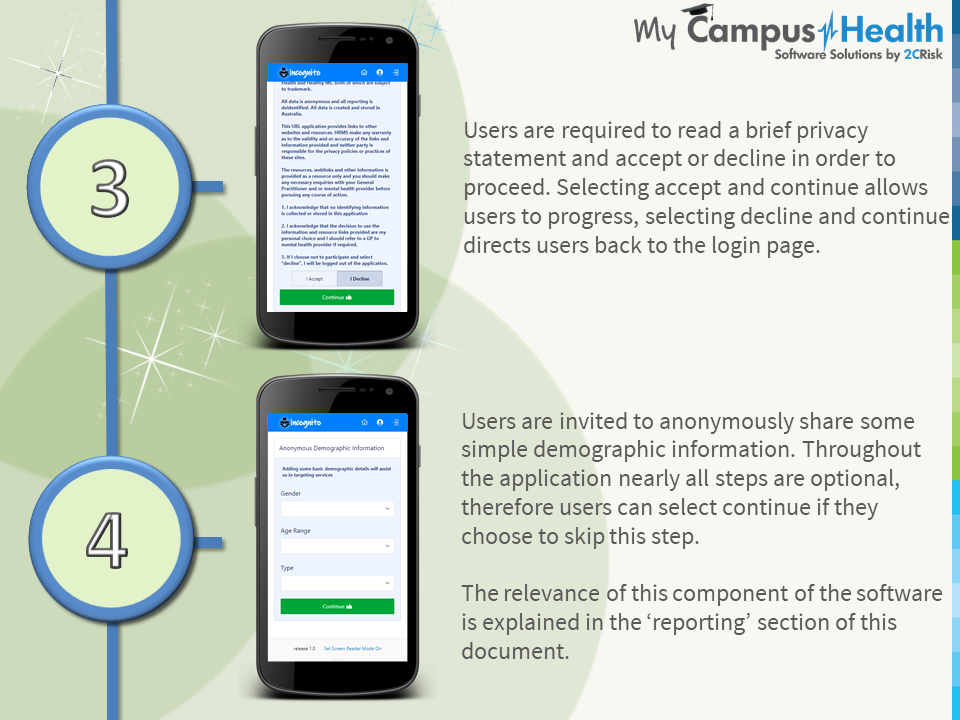 My Campus Health
Software Solutions by 2CRisk
3
incognito
Health and Healthy ME, both of which are subject
to trademark.
All data is anonymous and all reporting is
deidentified. All data is created and stored in
Australia.
This URL application provides links to other
websites and resources. HRMS make any warranty
as to the validity and or accuracy of the links and
information provided and neither party is
responsible for the privacy policies or practices of
these sites.
The resources, weblinks and other information is
provided as a resource only and you should make
any necessary enquiries with your General
Practitioner and or mental health provider before
pursuing any course of action.
1. I acknowledge that no identifying information
is collected or stored in this application
2. I acknowledge that the decision to use the
information and resource links provided are my
personal choice and I should refer to a GP to
mental health provider if required.
3. If I choose not to participate and select
"decline", I will be logged out of the application.
I Accept I Decline
Continue
Users are required to read a brief privacy
statement and accept or decline in order to
proceed. Selecting accept and continue allows
users to progress, selecting decline and continue
directs users back to the login page.
4
incognito
Anonymous Demographic Information
Adding some basic demographic details will assist
us in targeting services
Gender
Age Range
Type
Continue
release 1.0 Set Screen Reader Mode On
Users are invited to anonymously share some
simple demographic information. Throughout
the application nearly all steps are optional,
therefore users can select continue if they
choose to skip this step.
The relevance of this component of the software
is explained in the ‘reporting’ section of this
document.